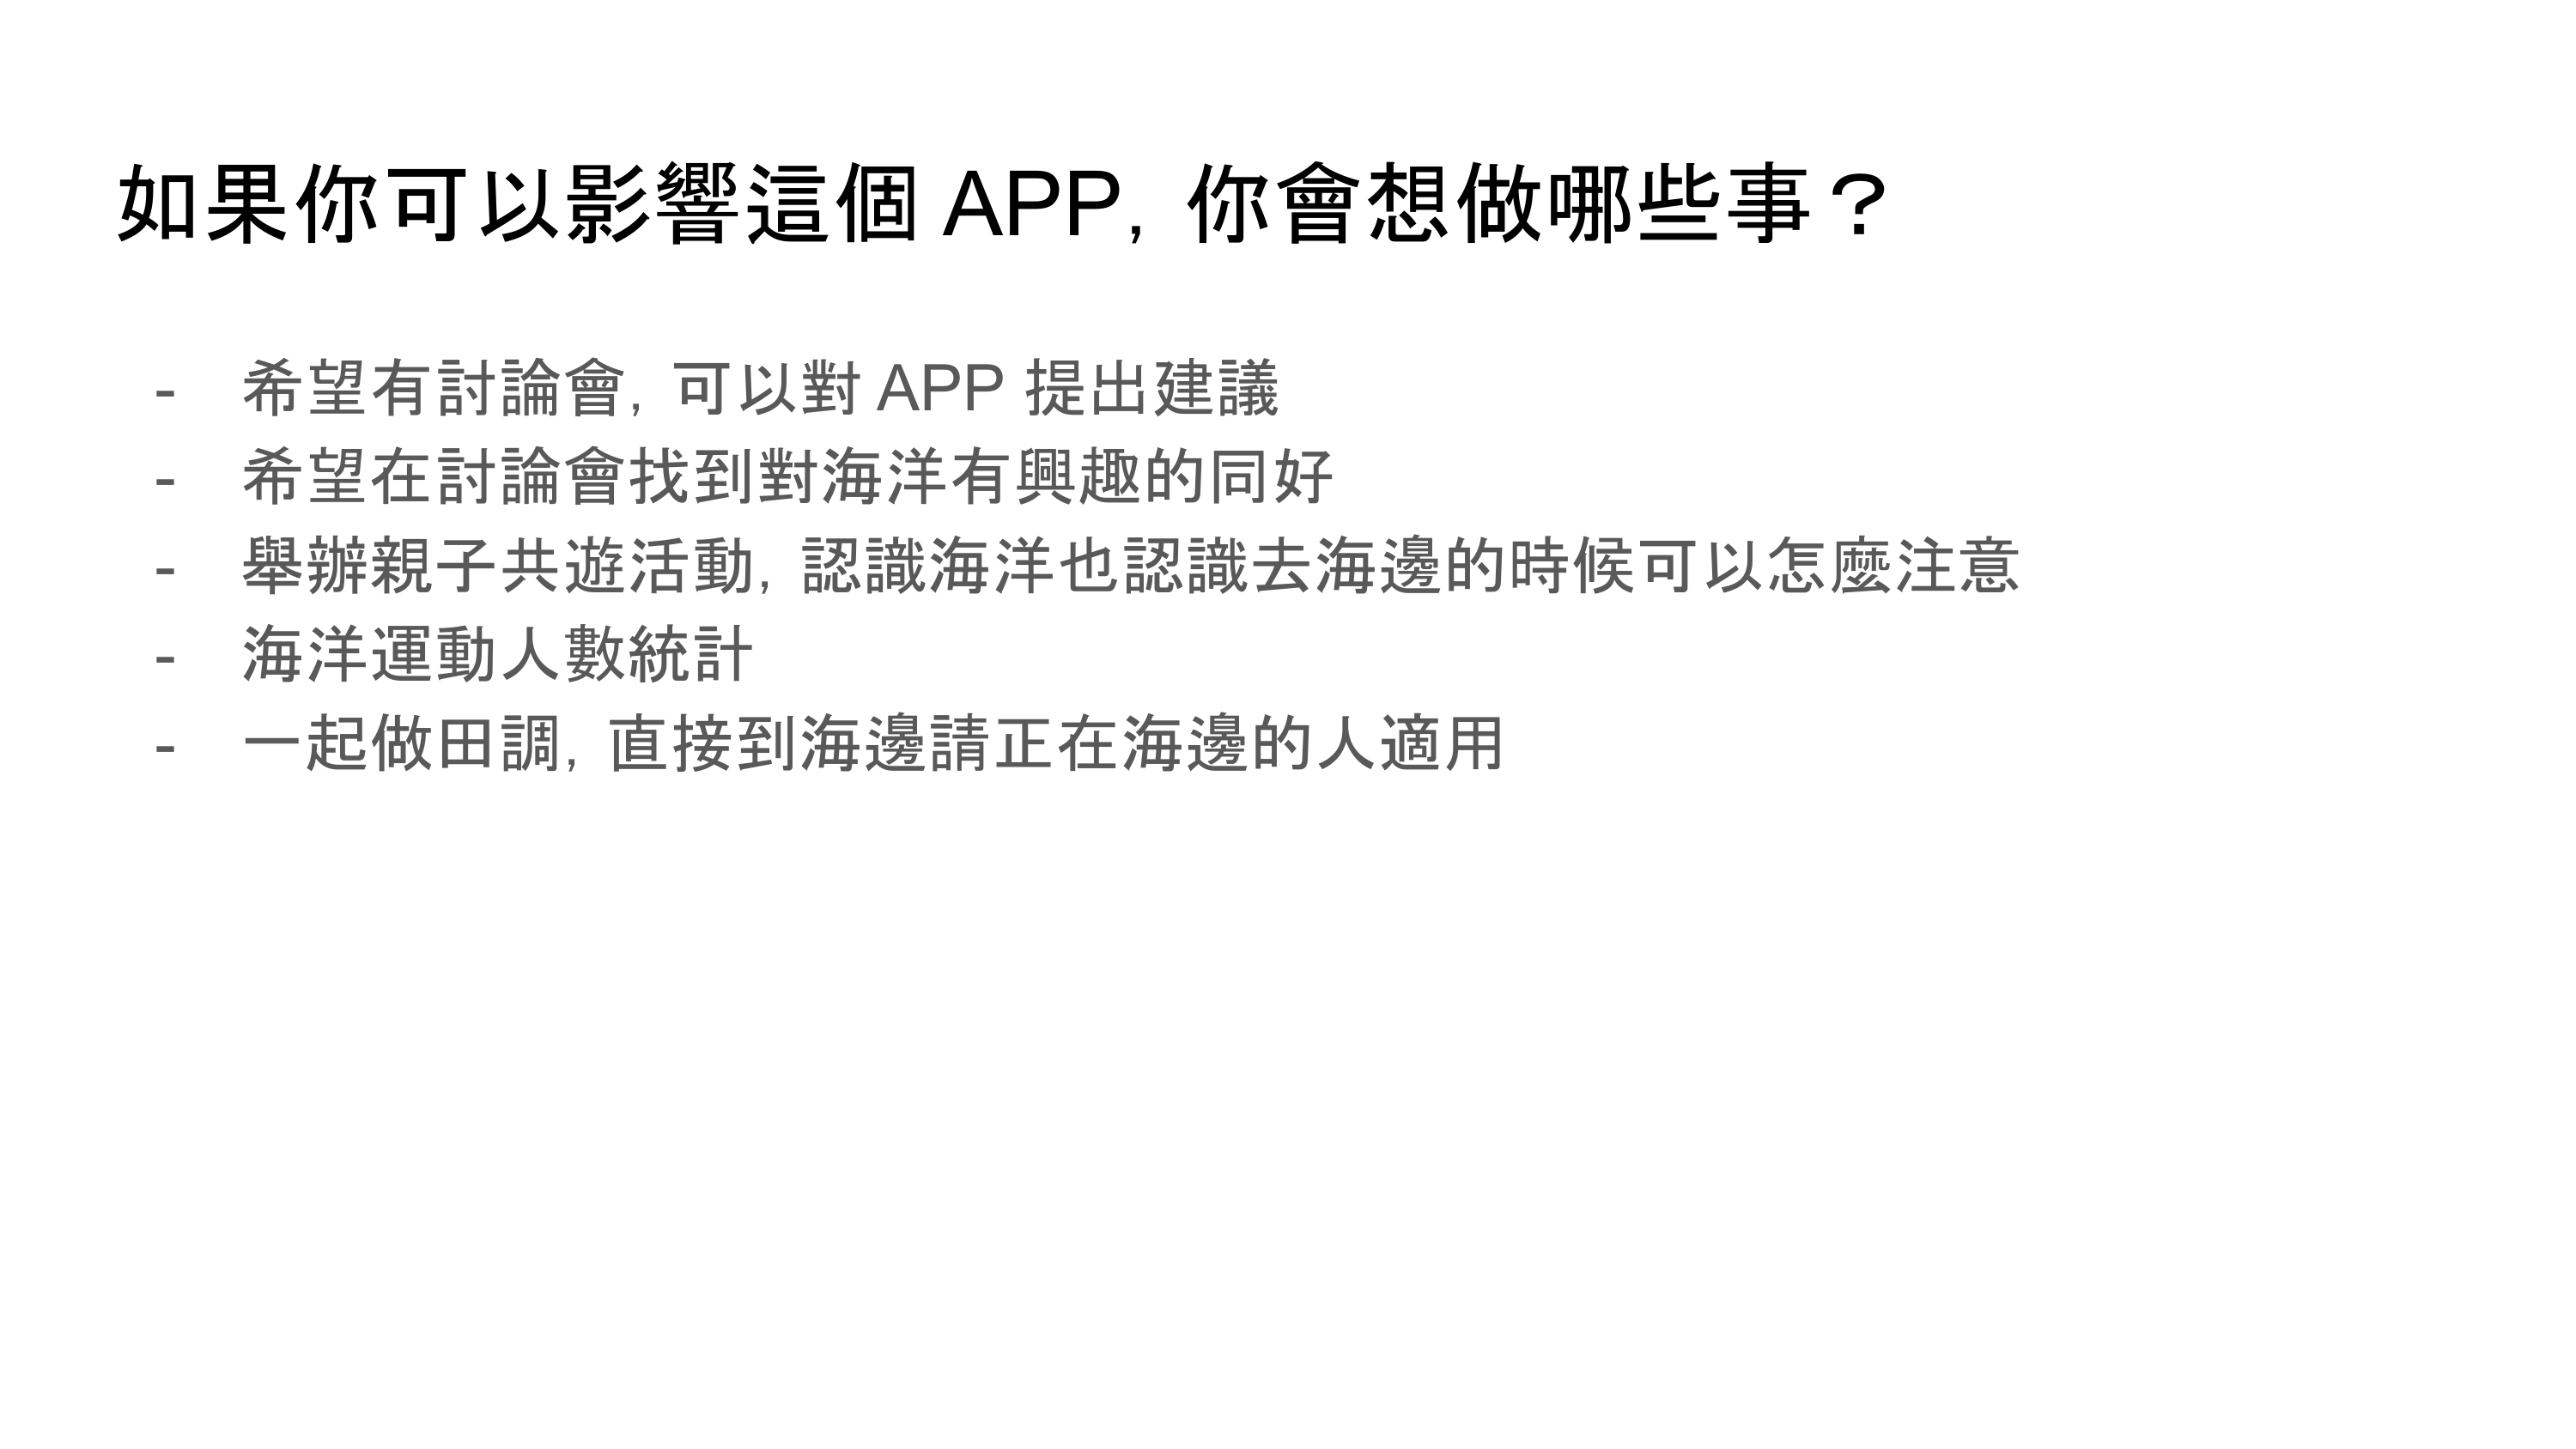 如果你可以影響這個 APP，你會想做哪些事？
- 希望有討論會，可以對 APP 提出建議
- 希望在討論會找到對海洋有興趣的同好
- 舉辦親子共遊活動，認識海洋也認識去海邊的時候可以怎麼注意
- 海洋運動人數統計
- 一起做田調，直接到海邊請正在海邊的人適用